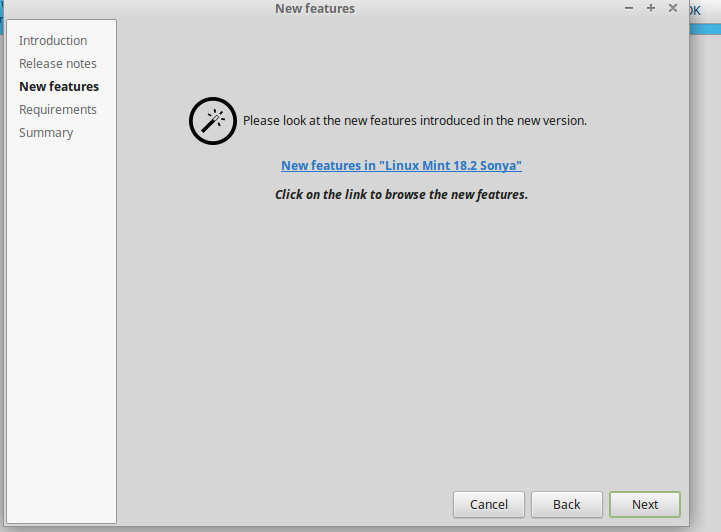 New features
OK
Introduction
Release notes
New features
Requirements
Summary
Please look at the new features introduced in the new version.
New features in "Linux Mint 18.2 Sonya"
Click on the link to browse the new features.
Cancel
Back
Next